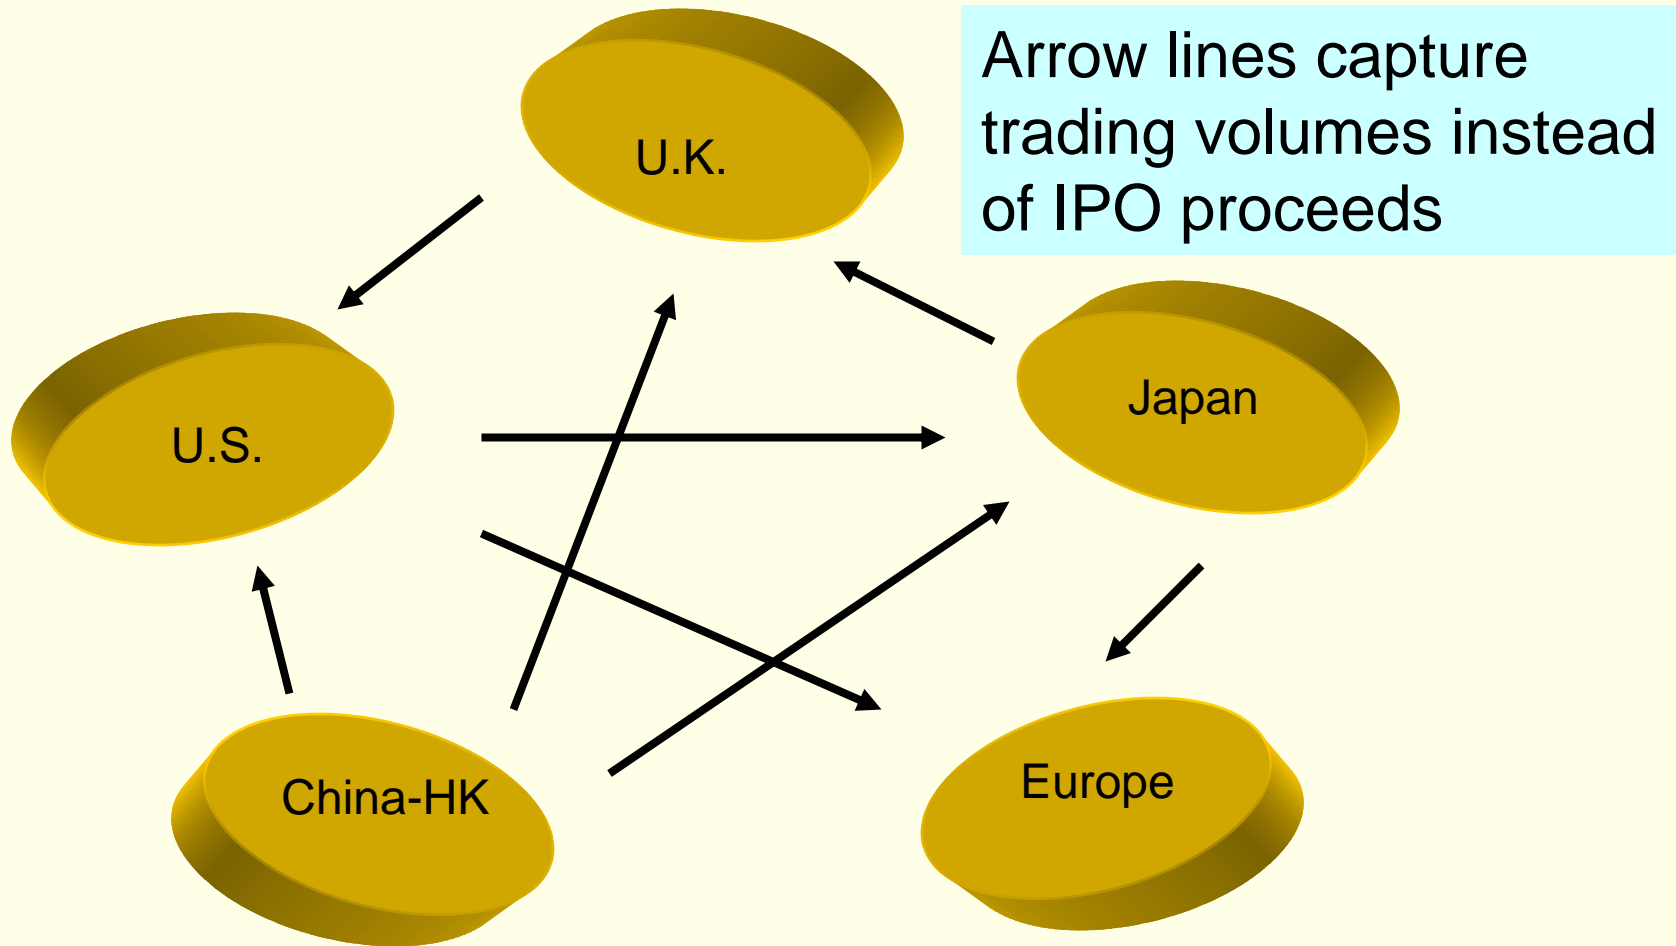 Arrow lines capture
trading volumes instead
of IPO proceeds
U.K.
Japan
U.S.
China-HK
Europe